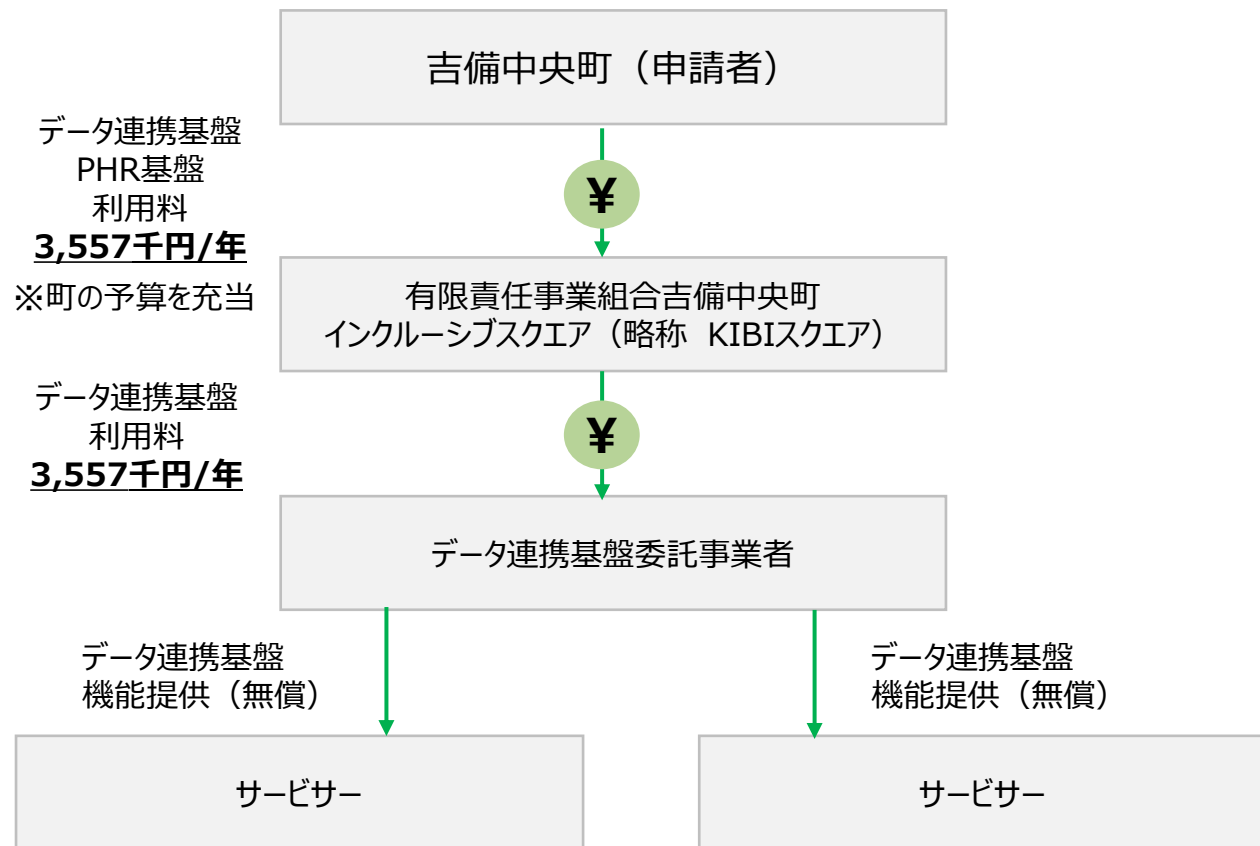 吉備中央町（申請者）
データ連携基盤
PHR基盤
利用料
3,557千円/年
※町の予算を充当
¥
有限責任事業組合吉備中央町
インクルーシブスクエア（略称 KIBIスクエア）
データ連携基盤
利用料
3,557千円/年
¥
データ連携基盤委託事業者
データ連携基盤
機能提供（無償）
データ連携基盤
機能提供（無償）
サービサー
サービサー